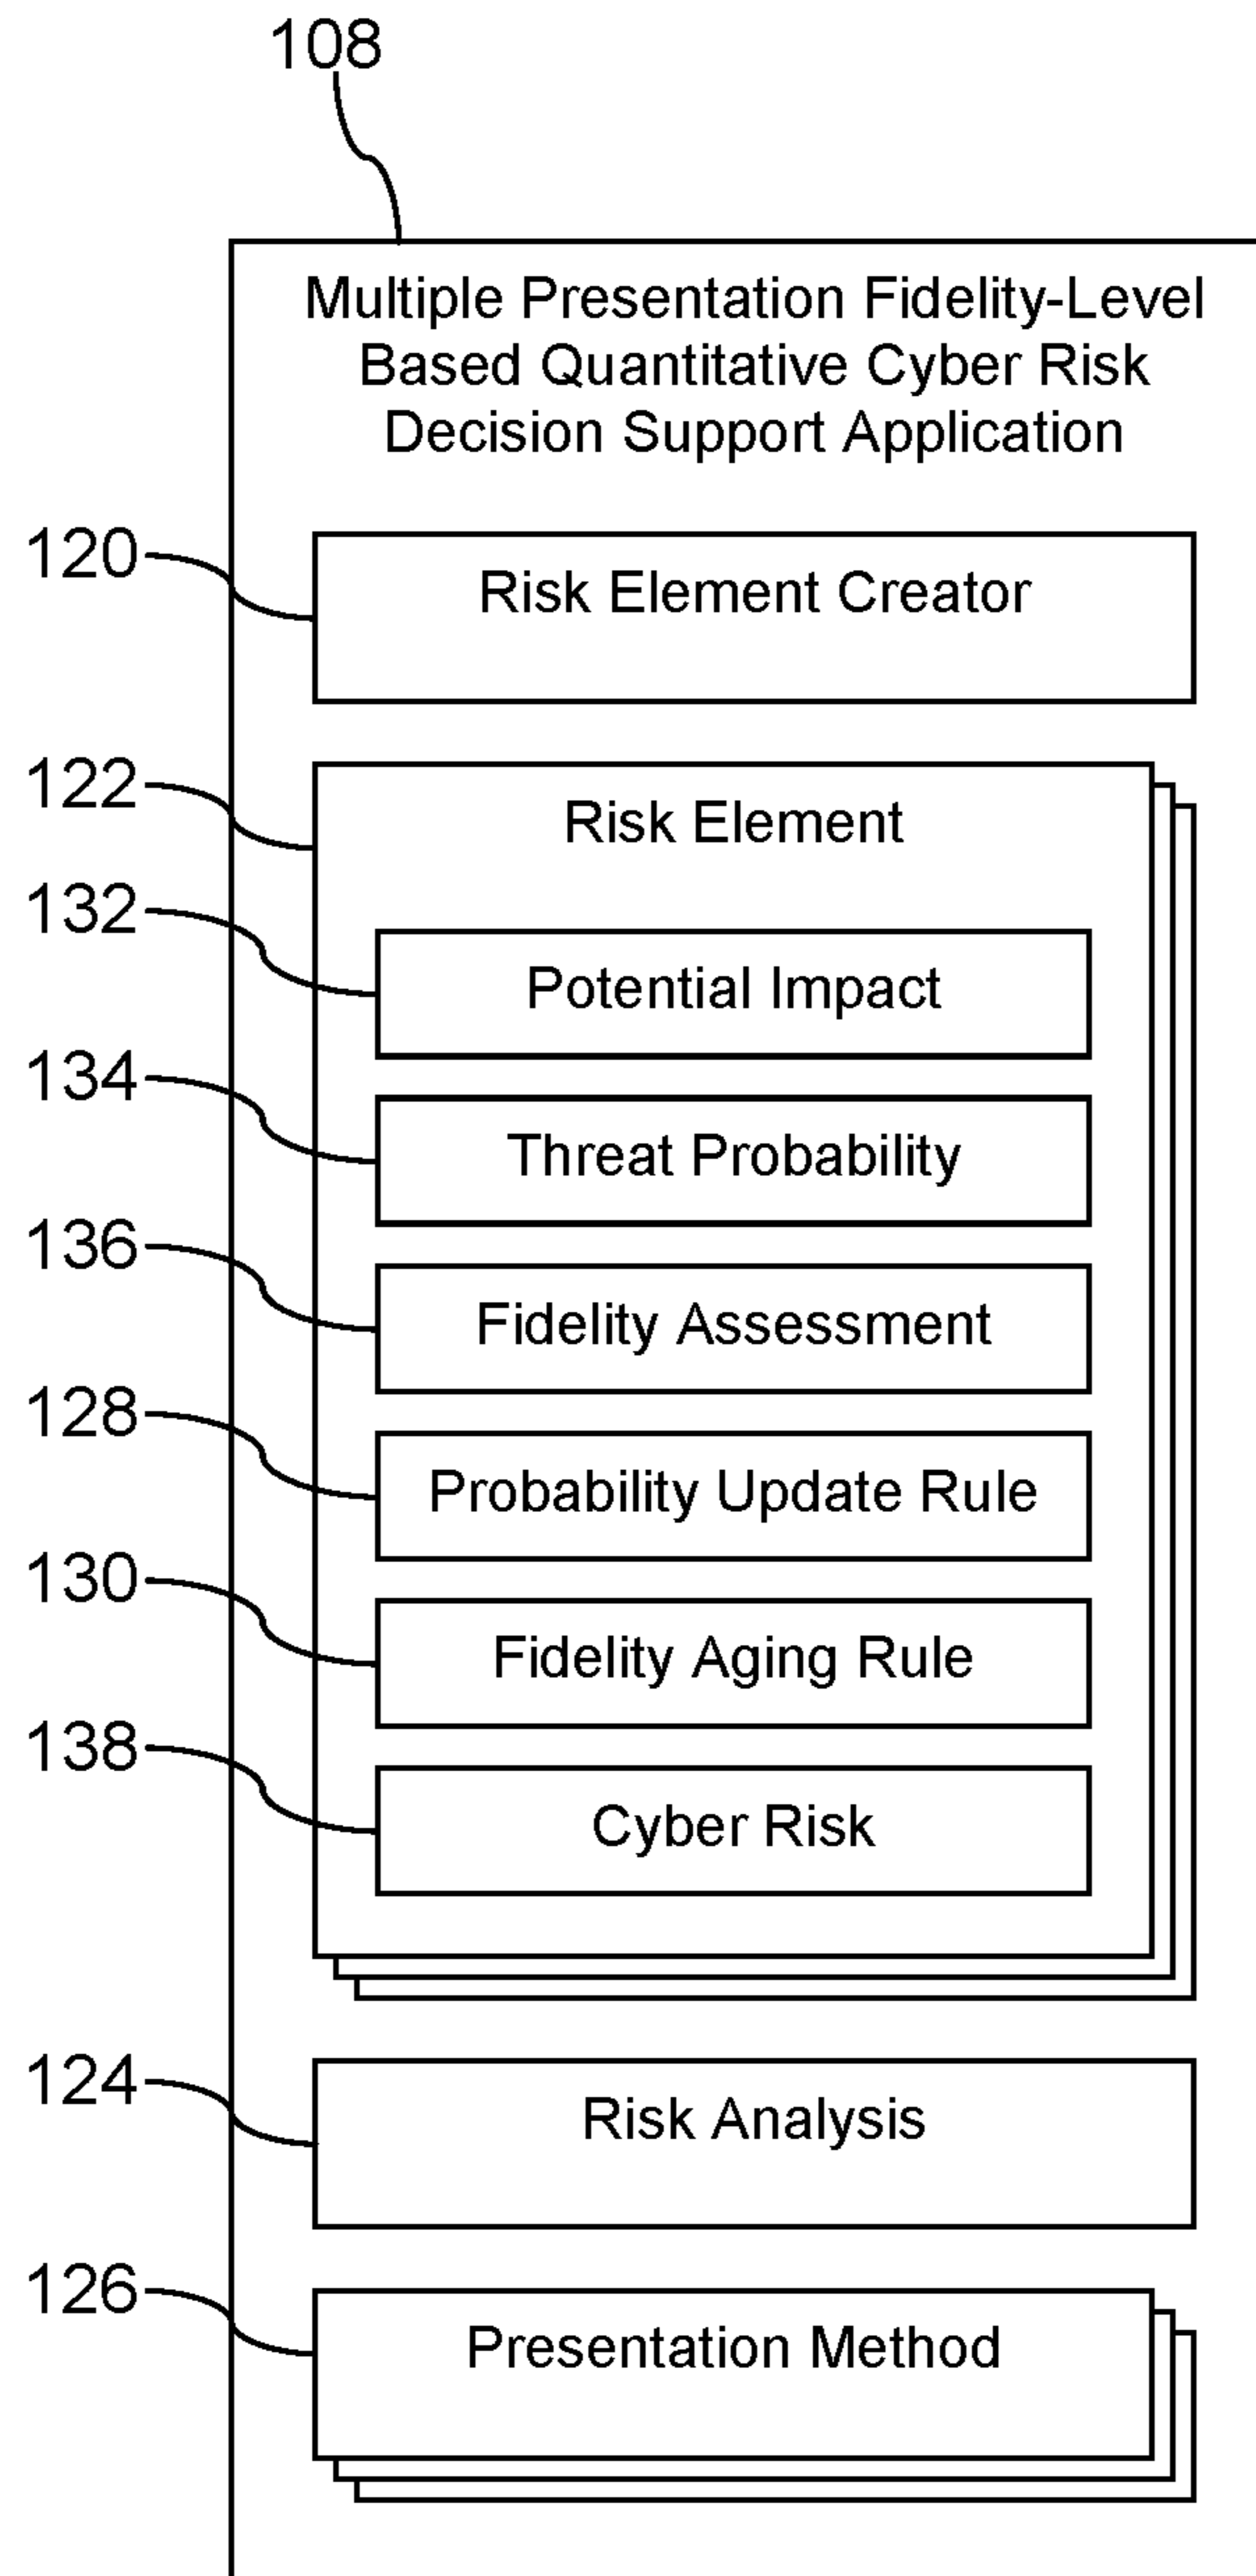 108
Multiple Presentation Fidelity-Level
Based Quantitative Cyber Risk
Decision Support Application
120
Risk Element Creator
122
Risk Element
132
Potential Impact
134
Threat Probability
136
Fidelity Assessment
128
Probability Update Rule
130
Fidelity Aging Rule
138
Cyber Risk
124
Risk Analysis
126
Presentation Method